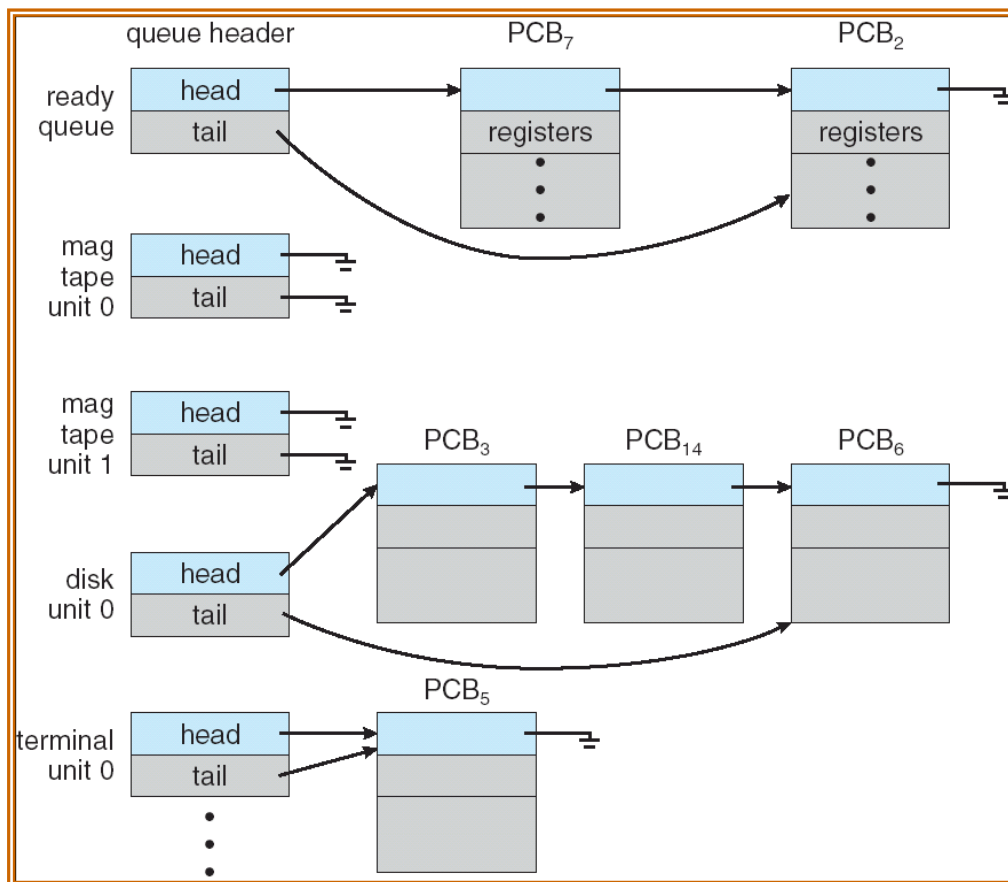 queue header
PCB₇
PCB₂
ready
queue
head
tail
registers
registers
mag
tape
unit 0
head
tail
mag
tape
unit 1
head
tail
PCB₃
PCB₁₄
PCB₆
disk
unit 0
head
tail
PCB₅
terminal
unit 0
head
tail